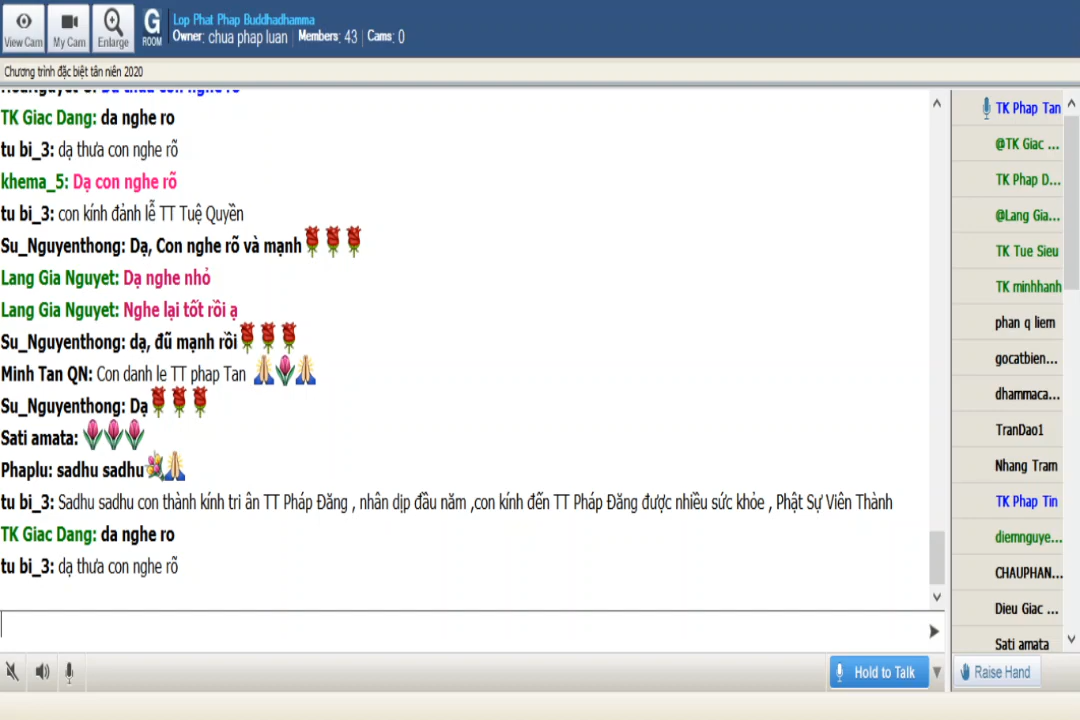 View Cam
My Cam
Enlarge
G
ROOM
Lop Phat Phap Buddhadhamma
Owner: chua phap luan | Members: 43 | Cams: 0
Chương trình đặc biệt tân niên 2020
TK Giac Dang: da nghe ro
tu bi_3: dạ thưa con nghe rõ
khema_5: Dạ con nghe rõ
tu bi_3: con kính đảnh lễ TT Tuệ Quyền
Su_Nguyenthong: Dạ, Con nghe rõ và mạnh
Lang Gia Nguyet: Dạ nghe nhỏ
Lang Gia Nguyet: Nghe lại tốt rồi ạ
Su_Nguyenthong: dạ, đũ mạnh rồi
Minh Tan QN: Con danh le TT phap Tan
Su_Nguyenthong: Dạ
Sati amata:
Phaplu: sadhu sadhu
tu bi_3: Sadhu sadhu con thành kính tri ân TT Pháp Đăng , nhân dịp đầu năm ,con kính đến TT Pháp Đăng được nhiều sức khỏe , Phật Sự Viên Thành
TK Giac Dang: da nghe ro
tu bi_3: dạ thưa con nghe rõ
TK Phap Tan
@TK Giac ...
TK Phap D...
@Lang Gia...
TK Tue Sieu
TK minhhanh
phan q liem
gocatbien...
dhammaca...
TranDao1
Nhang Tram
TK Phap Tin
diemnguye...
CHAUPHAN...
Dieu Giac ...
Sati amata
Hold to Talk
Raise Hand